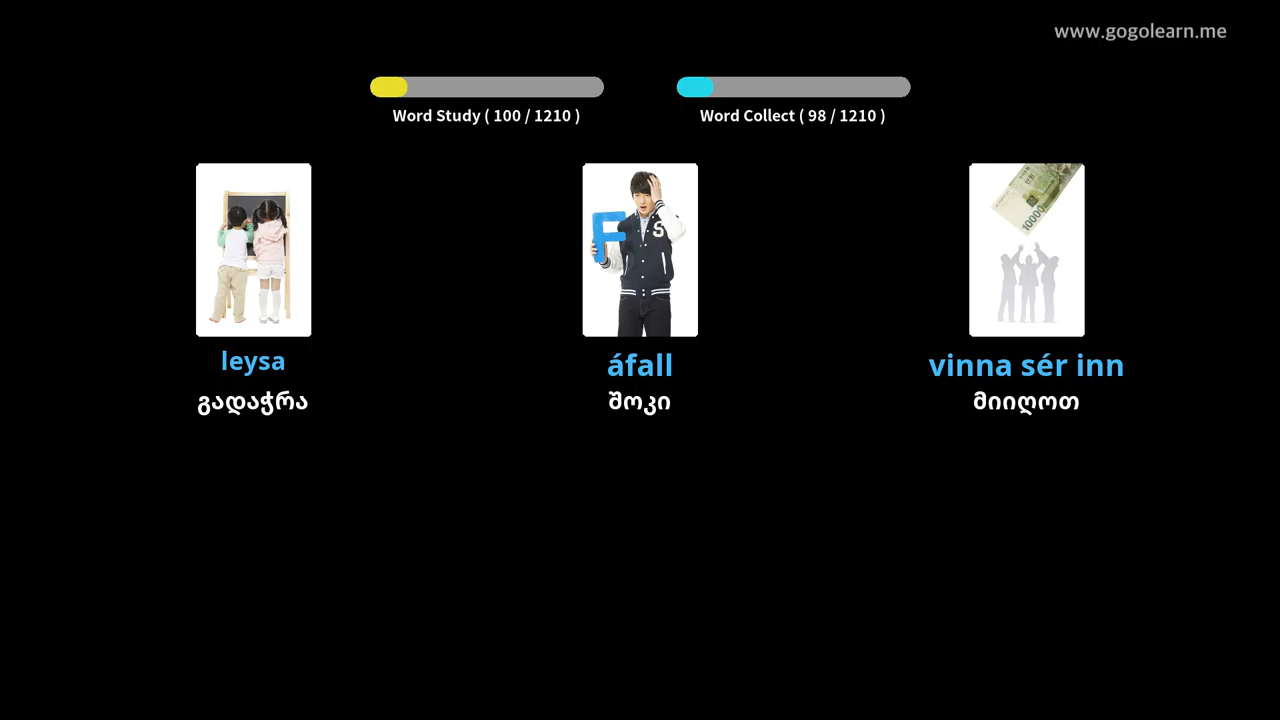 www.gogolearn.me
Word Study ( 100 / 1210 )
Word Collect ( 98 / 1210 )
F
S
10000
leysa
áfall
vinna sér inn
გადაჭრა
შოკი
მიიღოთ